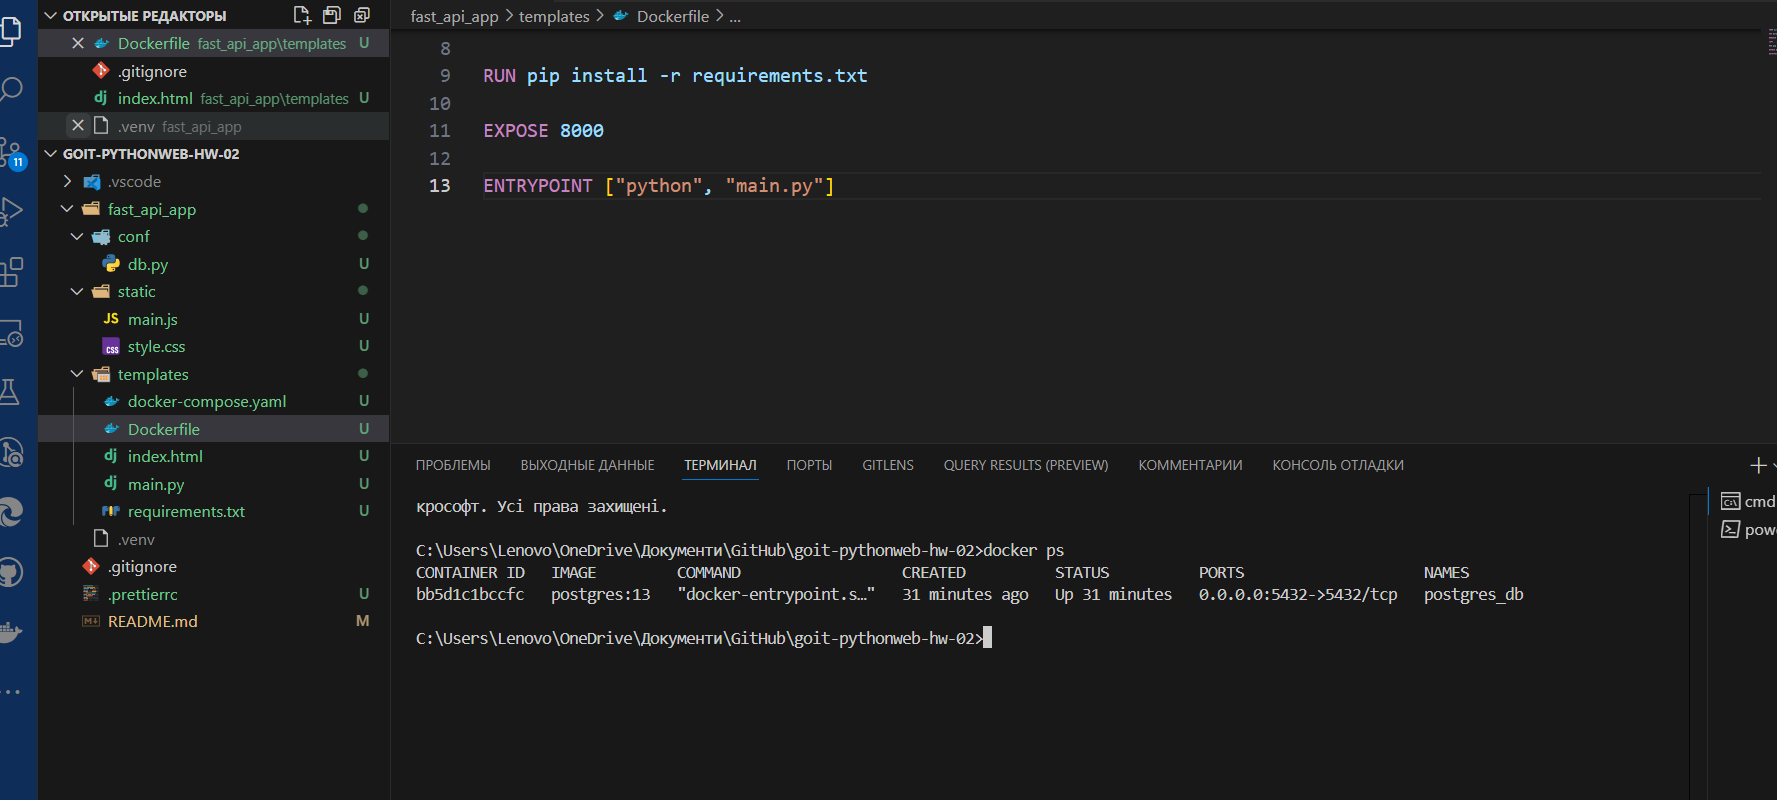 ОТКРЫТЫЕ РЕДАКТОРЫ
Dockerfile fast_api_app\templates U
.gitignore
index.html fast_api_app\templates U
.venv fast_api_app
GOIT-PYTHONWEB-HW-02
.vscode
fast_api_app
conf
db.py U
static
JS main.js U
css style.css U
templates
docker-compose.yaml U
Dockerfile U
dj index.html U
dj main.py U
requirements.txt U
.venv
.gitignore
.prettierrc U
README.md M
11
fast_api_app > templates > Dockerfile > ...
8
9 RUN pip install -r requirements.txt
10
11 EXPOSE 8000
12
13 ENTRYPOINT ["python", "main.py"]
ПРОБЛЕМЫ ВЫХОДНЫЕ ДАННЫЕ ТЕРМИНАЛ ПОРТЫ GITLENS QUERY RESULTS (PREVIEW) КОММЕНТАРИИ КОНСОЛЬ ОТЛАДКИ
крософт. Усі права захищені.
C:\Users\Lenovo\OneDrive\Документи\GitHub\goit-pythonweb-hw-02>docker ps
CONTAINER ID IMAGE COMMAND CREATED STATUS PORTS NAMES
bb5d1c1bccfc postgres:13 "docker-entrypoint.s…" 31 minutes ago Up 31 minutes 0.0.0.0:5432->5432/tcp postgres_db
C:\Users\Lenovo\OneDrive\Документи\GitHub\goit-pythonweb-hw-02>
cmd
pow